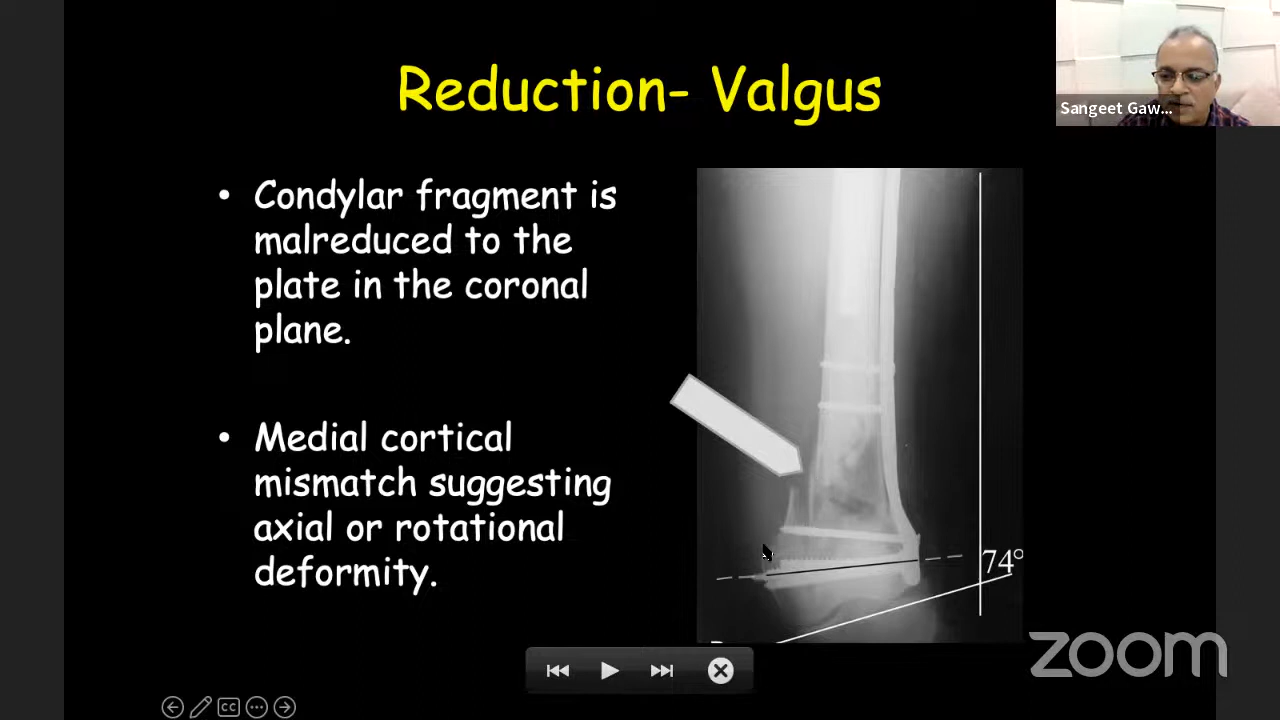 Reduction- Valgus
Sangeet Gaw...
• Condylar fragment is
malreduced to the
plate in the coronal
plane.
• Medial cortical
mismatch suggesting
axial or rotational
deformity.
74°
zoom
CC